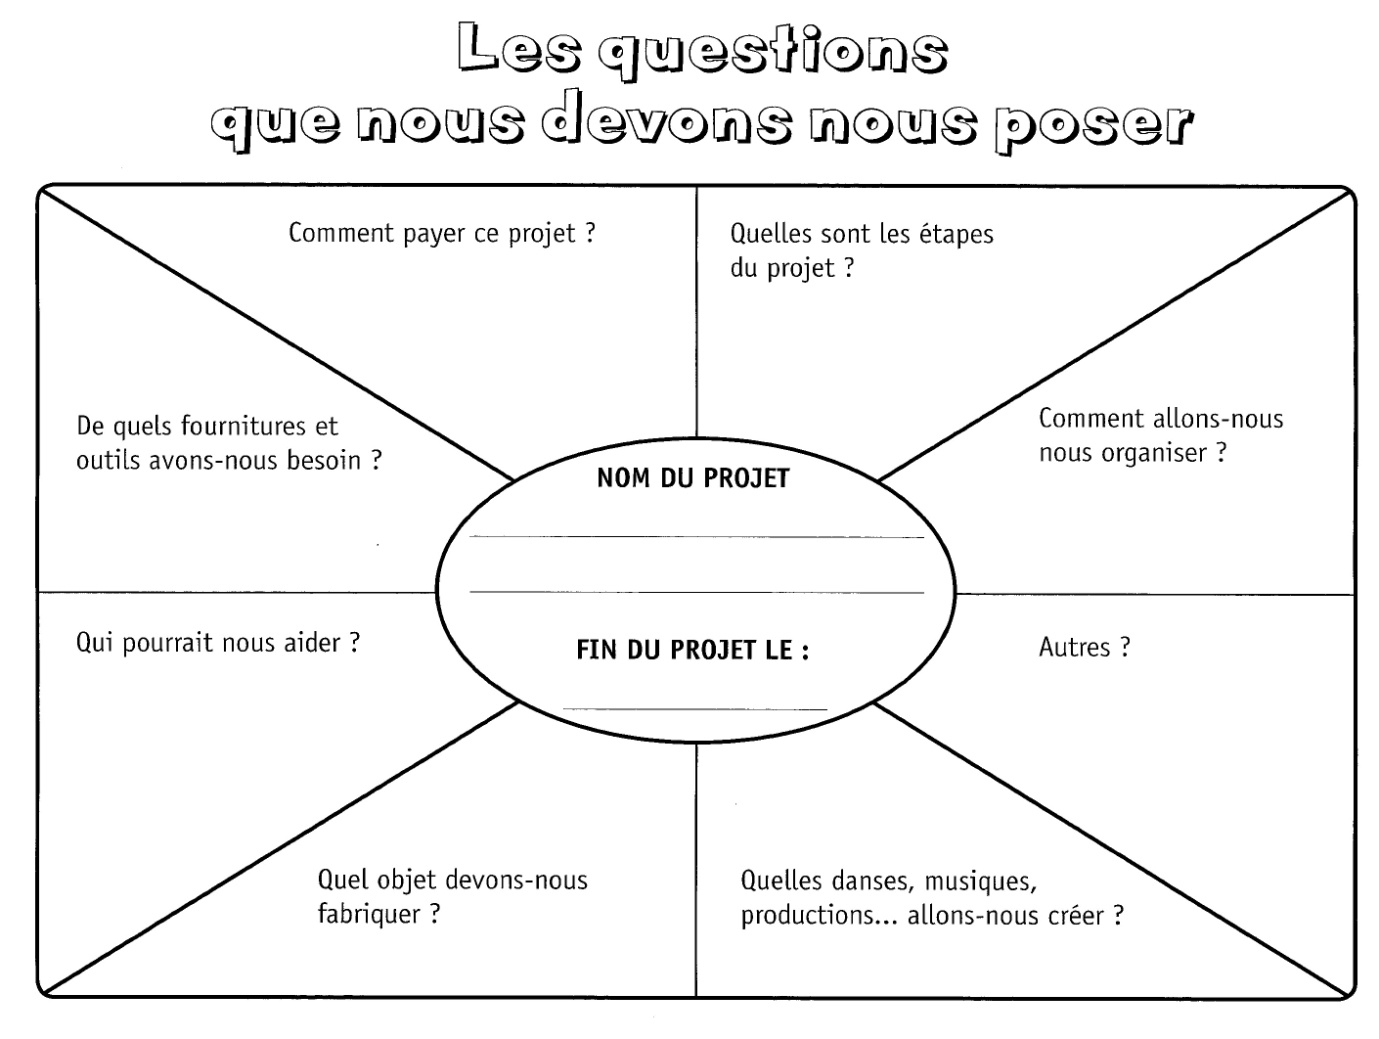 Les questions
que nous devons nous poser
Comment payer ce projet ?
Quelles sont les étapes
du projet ?
De quels fournitures et
outils avons-nous besoin ?
Comment allons-nous
nous organiser ?
NOM DU PROJET
FIN DU PROJET LE :
Qui pourrait nous aider ?
Autres ?
Quel objet devons-nous
fabriquer ?
Quelles danses, musiques,
productions... allons-nous créer ?